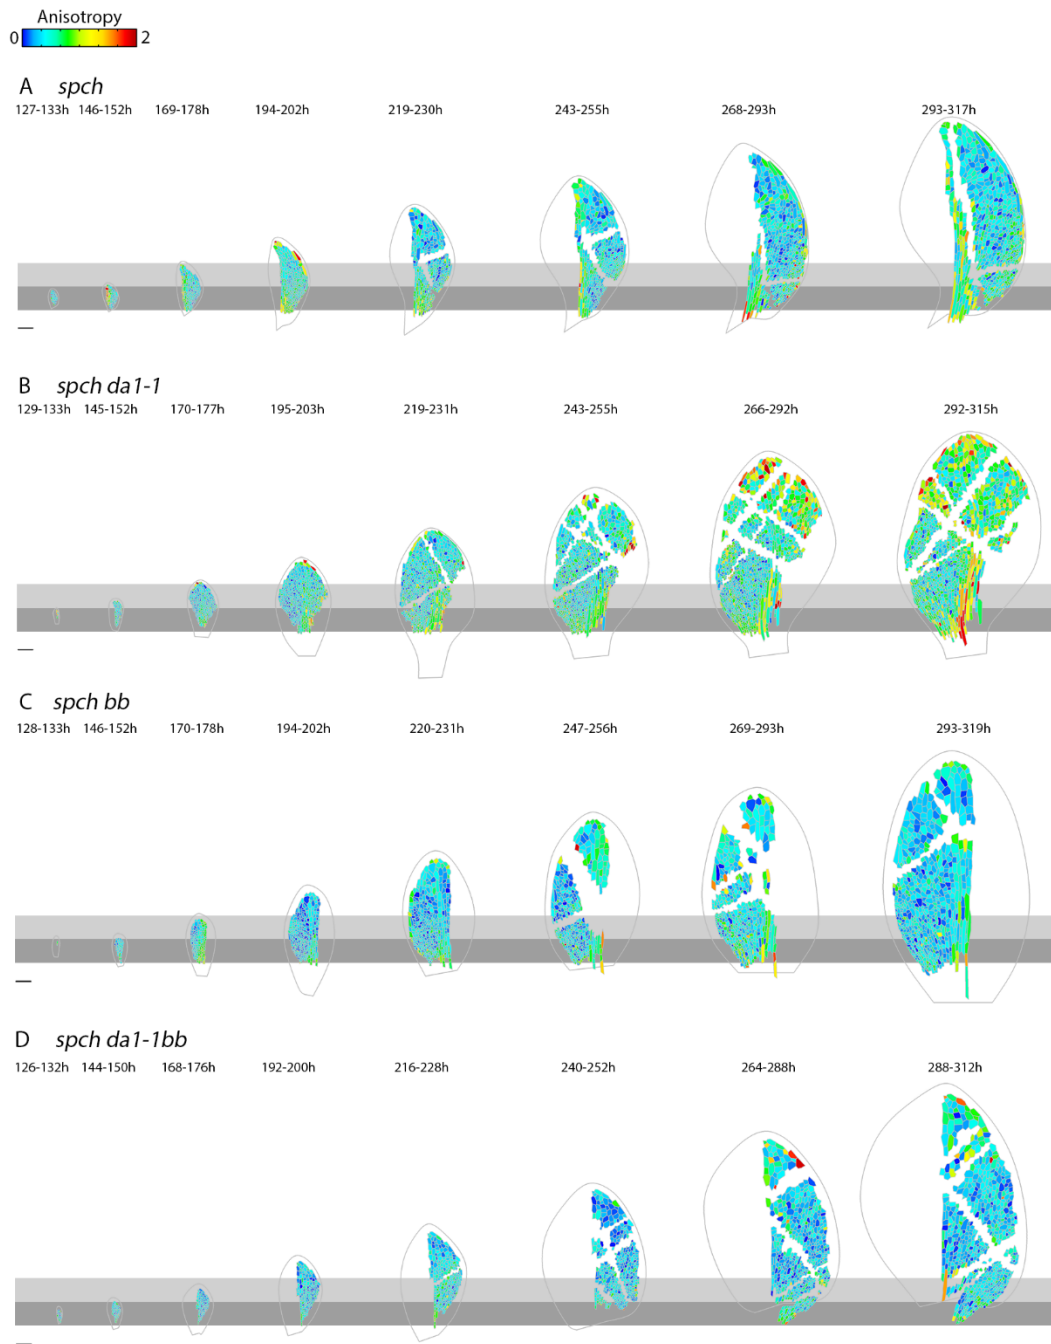 Anisotropy
0 2
A spch
127-133h 146-152h 169-178h 194-202h 219-230h 243-255h 268-293h 293-317h
B spch da1-1
129-133h 145-152h 170-177h 195-203h 219-231h 243-255h 266-292h 292-315h
C spch bb
128-133h 146-152h 170-178h 194-202h 220-231h 247-256h 269-293h 293-319h
D spch da1-1bb
126-132h 144-150h 168-176h 192-200h 216-228h 240-252h 264-288h 288-312h